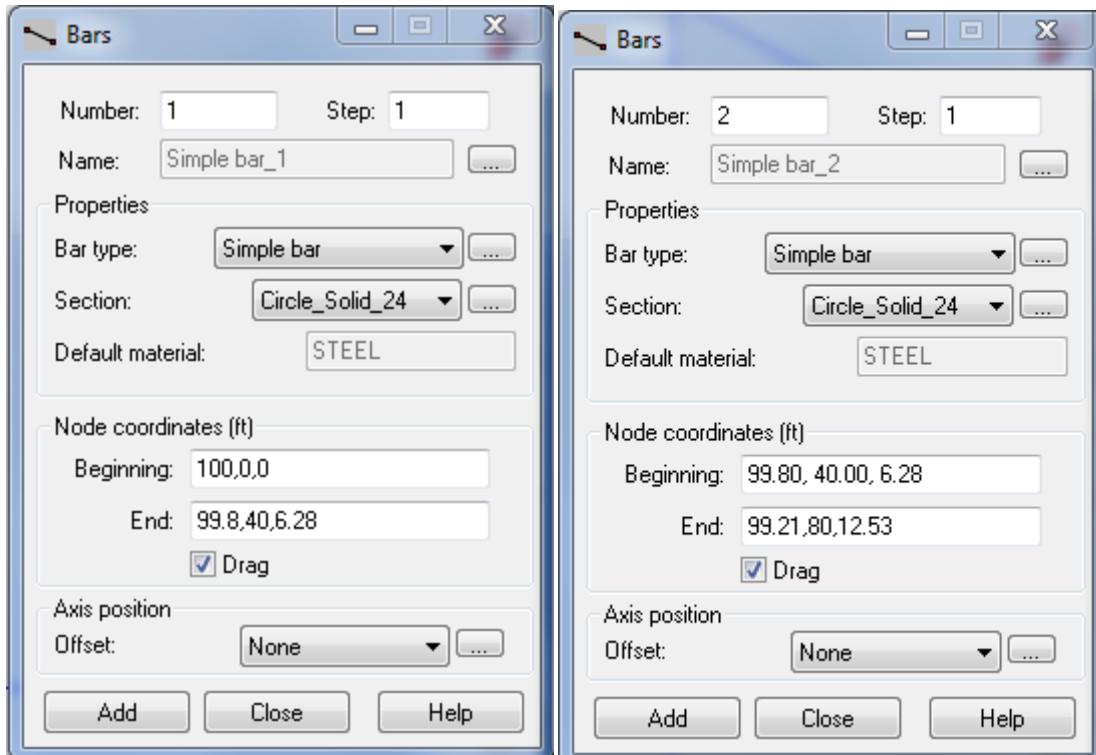 Bars
Number: 1 Step: 1
Name: Simple bar_1 ...
Properties
Bar type: Simple bar ...
Section: Circle_Solid_24 ...
Default material: STEEL
Node coordinates (ft)
Beginning: 100,0,0
End: 99.8,40,6.28
Drag
Axis position
Offset: None ...
Add Close Help
Bars
Number: 2 Step: 1
Name: Simple bar_2 ...
Properties
Bar type: Simple bar ...
Section: Circle_Solid_24 ...
Default material: STEEL
Node coordinates (ft)
Beginning: 99.80, 40.00, 6.28
End: 99.21,80,12.53
Drag
Axis position
Offset: None ...
Add Close Help